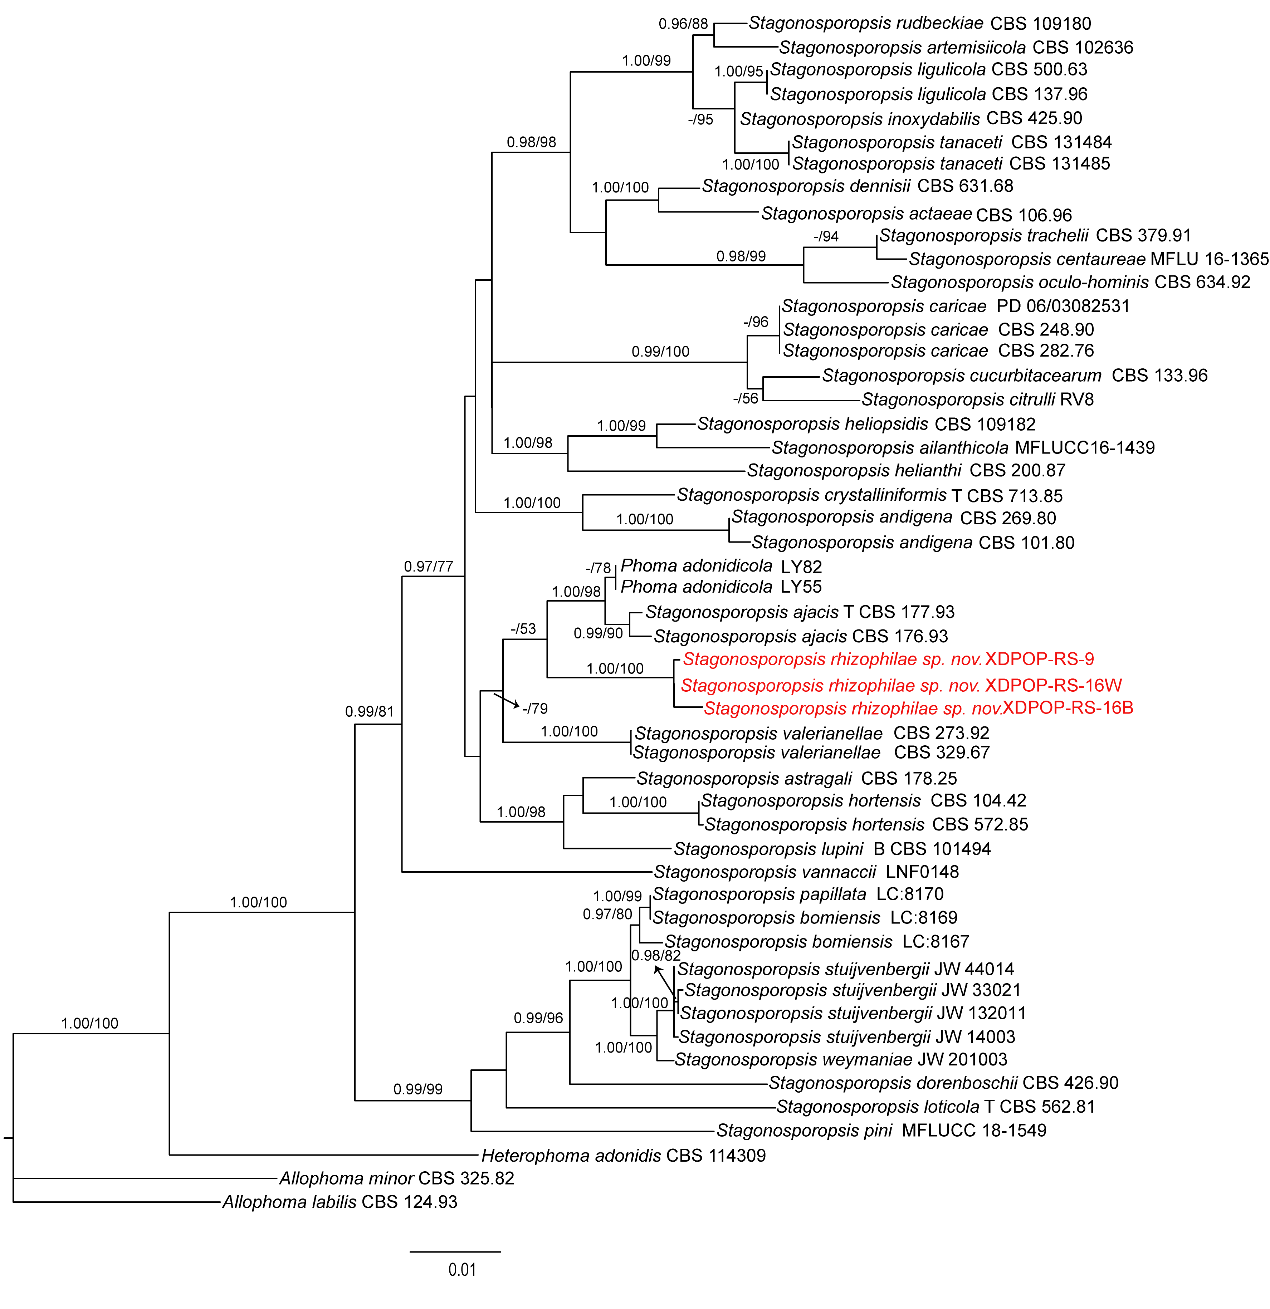 0.96/88
Stagonosporopsis rudbeckiae CBS 109180
Stagonosporopsis artemisiicola CBS 102636
1.00/99
1.00/95
Stagonosporopsis ligulicola CBS 500.63
Stagonosporopsis ligulicola CBS 137.96
-/95
Stagonosporopsis inoxydabilis CBS 425.90
0.98/98
Stagonosporopsis tanaceti CBS 131484
1.00/100
Stagonosporopsis tanaceti CBS 131485
1.00/100
Stagonosporopsis dennisii CBS 631.68
Stagonosporopsis actaeae CBS 106.96
-/94
Stagonosporopsis trachelii CBS 379.91
0.98/99
Stagonosporopsis centaureae MFLU 16-1365
Stagonosporopsis oculo-hominis CBS 634.92
Stagonosporopsis caricae PD 06/03082531
-/96
Stagonosporopsis caricae CBS 248.90
0.99/100
Stagonosporopsis caricae CBS 282.76
Stagonosporopsis cucurbitacearum CBS 133.96
-/56
Stagonosporopsis citrulli RV8
1.00/99
Stagonosporopsis heliopsidis CBS 109182
1.00/98
Stagonosporopsis ailanthicola MFLUCC16-1439
Stagonosporopsis helianthi CBS 200.87
Stagonosporopsis crystalliniformis T CBS 713.85
1.00/100
1.00/100
Stagonosporopsis andigena CBS 269.80
Stagonosporopsis andigena CBS 101.80
0.97/77
-/78
Phoma adonidicola LY82
Phoma adonidicola LY55
1.00/98
Stagonosporopsis ajacis T CBS 177.93
-/53
0.99/90
Stagonosporopsis ajacis CBS 176.93
Stagonosporopsis rhizophilae sp. nov. XDPOP-RS-9
1.00/100
Stagonosporopsis rhizophilae sp. nov. XDPOP-RS-16W
-/79
Stagonosporopsis rhizophilae sp. nov.XDPOP-RS-16B
0.99/81
1.00/100
Stagonosporopsis valerianellae CBS 273.92
Stagonosporopsis valerianellae CBS 329.67
Stagonosporopsis astragali CBS 178.25
1.00/100
Stagonosporopsis hortensis CBS 104.42
1.00/98
Stagonosporopsis hortensis CBS 572.85
Stagonosporopsis lupini B CBS 101494
Stagonosporopsis vannaccii LNF0148
1.00/100
1.00/99
Stagonosporopsis papillata LC:8170
0.97/80
Stagonosporopsis bomiensis LC:8169
Stagonosporopsis bomiensis LC:8167
0.98/82
1.00/100
Stagonosporopsis stuijvenbergii JW 44014
Stagonosporopsis stuijvenbergii JW 33021
1.00/100
Stagonosporopsis stuijvenbergii JW 132011
1.00/100
0.99/96
Stagonosporopsis stuijvenbergii JW 14003
1.00/100
Stagonosporopsis weymaniae JW 201003
0.99/99
Stagonosporopsis dorenboschii CBS 426.90
Stagonosporopsis loticola T CBS 562.81
Stagonosporopsis pini MFLUCC 18-1549
Heterophoma adonidis CBS 114309
Allophoma minor CBS 325.82
Allophoma labilis CBS 124.93
0.01